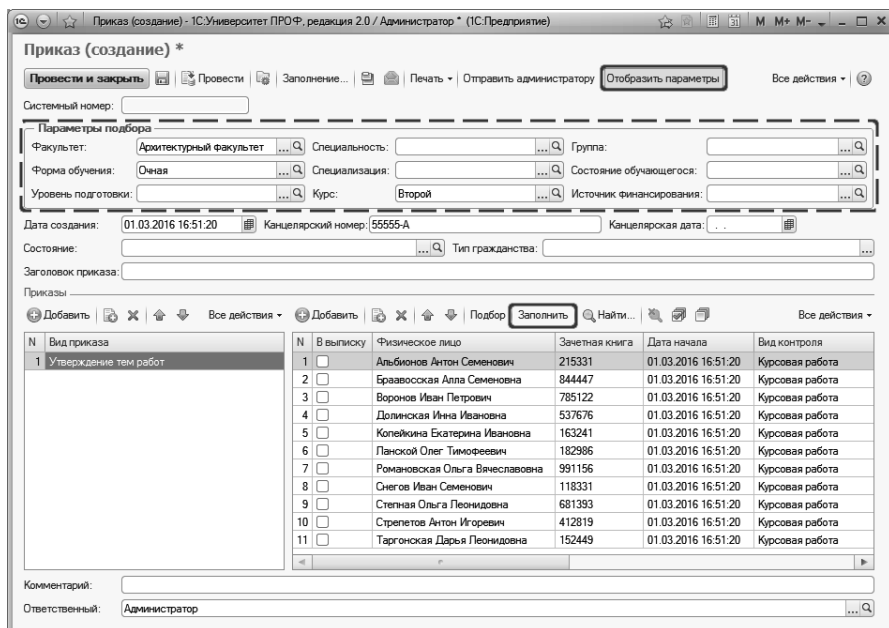 Приказ (создание) - 1С:Университет ПРОФ, редакция 2.0 / Администратор * (1С:Предприятие) M M+ M-
Приказ (создание) *
Провести и закрыть Провести Заполнение... Печать Отправить администратору Отобразить параметры Все действия
Системный номер:
Параметры подбора
Факультет: Архитектурный факультет ... Специальность: ... Группа: ...
Форма обучения: Очная ... Специализация: ... Состояние обучающегося: ...
Уровень подготовки: ... Курс: Второй ... Источник финансирования: ...
Дата создания: 01.03.2016 16:51:20 Канцелярский номер: 55555-А Канцелярская дата: . .
Состояние: ... Тип гражданства: ...
Заголовок приказа:
Приказы
Добавить Все действия Добавить Подбор Заполнить Найти... Все действия
N Вид приказа N В выписку Физическое лицо Зачетная книга Дата начала Вид контроля
1 Утверждение тем работ 1 Альбионов Антон Семенович 215331 01.03.2016 16:51:20 Курсовая работа
2 Браавосская Алла Семеновна 844447 01.03.2016 16:51:20 Курсовая работа
3 Воронов Иван Петрович 785122 01.03.2016 16:51:20 Курсовая работа
4 Долинская Инна Ивановна 537676 01.03.2016 16:51:20 Курсовая работа
5 Копейкина Екатерина Ивановна 163241 01.03.2016 16:51:20 Курсовая работа
6 Ланской Олег Тимофеевич 182986 01.03.2016 16:51:20 Курсовая работа
7 Романовская Ольга Вячеславовна 991156 01.03.2016 16:51:20 Курсовая работа
8 Снегов Иван Семенович 118331 01.03.2016 16:51:20 Курсовая работа
9 Степная Ольга Леонидовна 681393 01.03.2016 16:51:20 Курсовая работа
10 Стрепетов Антон Игоревич 412819 01.03.2016 16:51:20 Курсовая работа
11 Таргонская Дарья Леонидовна 152449 01.03.2016 16:51:20 Курсовая работа
Комментарий:
Ответственный: Администратор ...